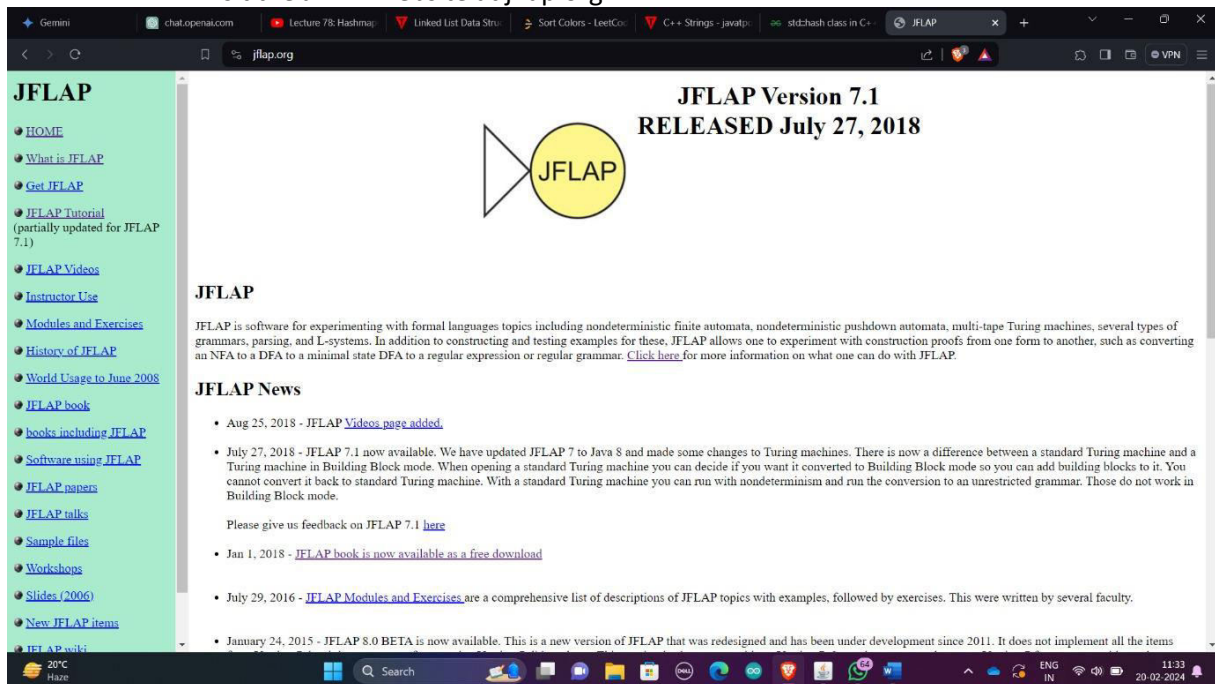 Gemini
chat.openai.com
Lecture 78: Hashmap
Linked List Data Stru
Sort Colors - LeetCo
C++ Strings - javatp
std::hash class in C+
JFLAP
jflap.org
VPN
JFLAP
HOME
What is JFLAP
Get JFLAP
JFLAP Tutorial
(partially updated for JFLAP
7.1)
JFLAP Videos
Instructor Use
Modules and Exercises
History of JFLAP
World Usage to June 2008
JFLAP book
books including JFLAP
Software using JFLAP
JFLAP papers
JFLAP talks
Sample files
Workshops
Slides (2006)
New JFLAP items
JFLAP wiki
JFLAP Version 7.1
RELEASED July 27, 2018
JFLAP
JFLAP
JFLAP is software for experimenting with formal languages topics including nondeterministic finite automata, nondeterministic pushdown automata, multi-tape Turing machines, several types of
grammars, parsing, and L-systems. In addition to constructing and testing examples for these, JFLAP allows one to experiment with construction proofs from one form to another, such as converting
an NFA to a DFA to a minimal state DFA to a regular expression or regular grammar. Click here for more information on what one can do with JFLAP.
JFLAP News
Aug 25, 2018 - JFLAP Videos page added.
July 27, 2018 - JFLAP 7.1 now available. We have updated JFLAP 7 to Java 8 and made some changes to Turing machines. There is now a difference between a standard Turing machine and a
Turing machine in Building Block mode. When opening a standard Turing machine you can decide if you want it converted to Building Block mode so you can add building blocks to it. You
cannot convert it back to standard Turing machine. With a standard Turing machine you can run with nondeterminism and run the conversion to an unrestricted grammar. Those do not work in
Building Block mode.
Please give us feedback on JFLAP 7.1 here
Jan 1, 2018 - JFLAP book is now available as a free download
July 29, 2016 - JFLAP Modules and Exercises are a comprehensive list of descriptions of JFLAP topics with examples, followed by exercises. This were written by several faculty.
January 24, 2015 - JFLAP 8.0 BETA is now available. This is a new version of JFLAP that was redesigned and has been under development since 2011. It does not implement all the items
20°C
Haze
Search
DELL
64
ENG
IN
11:33
20-02-2024